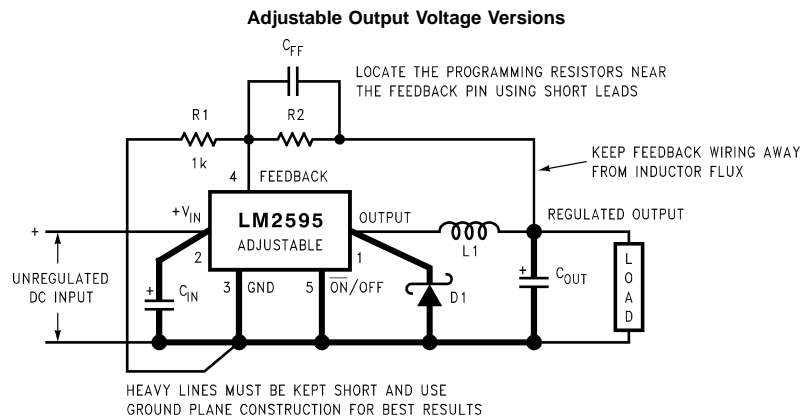 Adjustable Output Voltage Versions
C_FF
LOCATE THE PROGRAMMING RESISTORS NEAR
THE FEEDBACK PIN USING SHORT LEADS
R1
R2
1k
KEEP FEEDBACK WIRING AWAY
FROM INDUCTOR FLUX
4
FEEDBACK
+V_IN
LM2595
ADJUSTABLE
OUTPUT
REGULATED OUTPUT
+
2
1
L1
UNREGULATED
DC INPUT
+
C_IN
3
GND
5
O̅N̅/OFF
D1
+
C_OUT
LOAD
HEAVY LINES MUST BE KEPT SHORT AND USE
GROUND PLANE CONSTRUCTION FOR BEST RESULTS